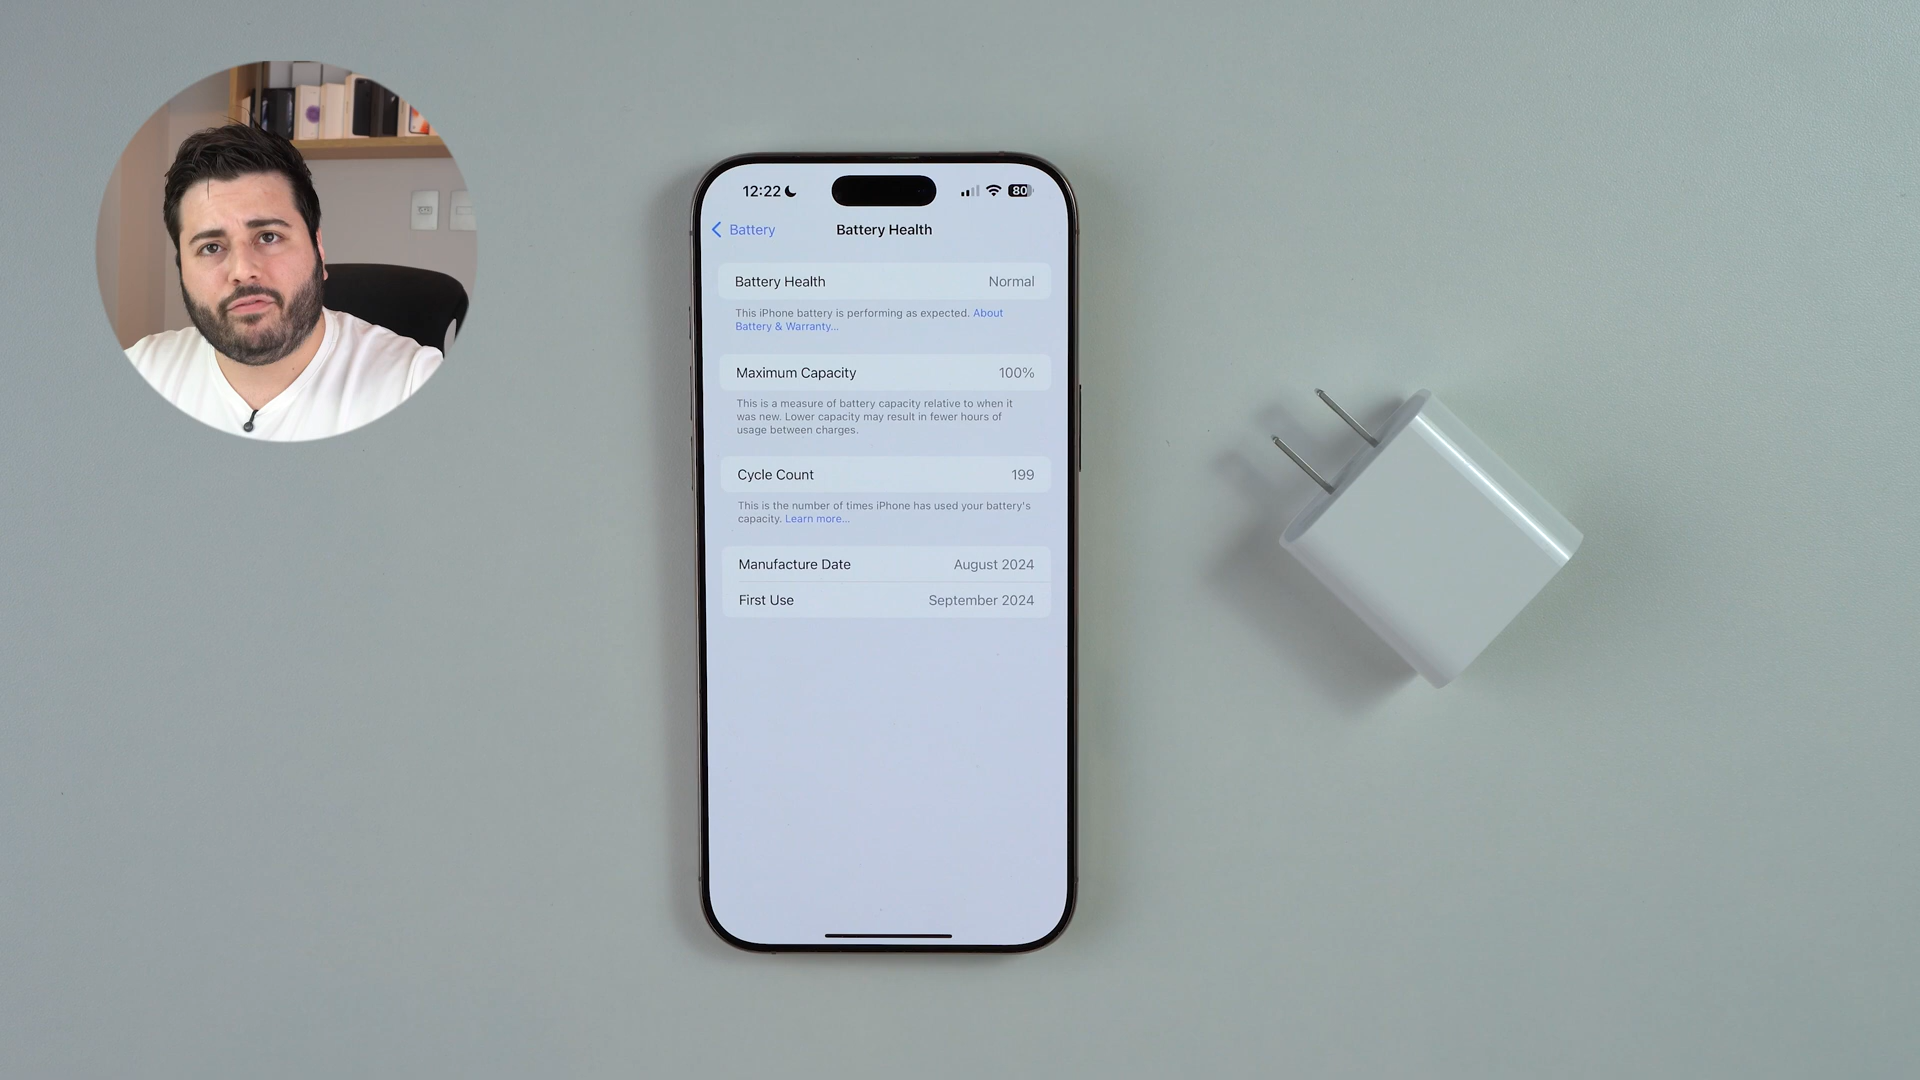 12:22
80
Battery
Battery Health
Battery Health Normal
This iPhone battery is performing as expected. About
Battery & Warranty...
Maximum Capacity 100%
This is a measure of battery capacity relative to when it
was new. Lower capacity may result in fewer hours of
usage between charges.
Cycle Count 199
This is the number of times iPhone has used your battery's
capacity. Learn more...
Manufacture Date August 2024
First Use September 2024